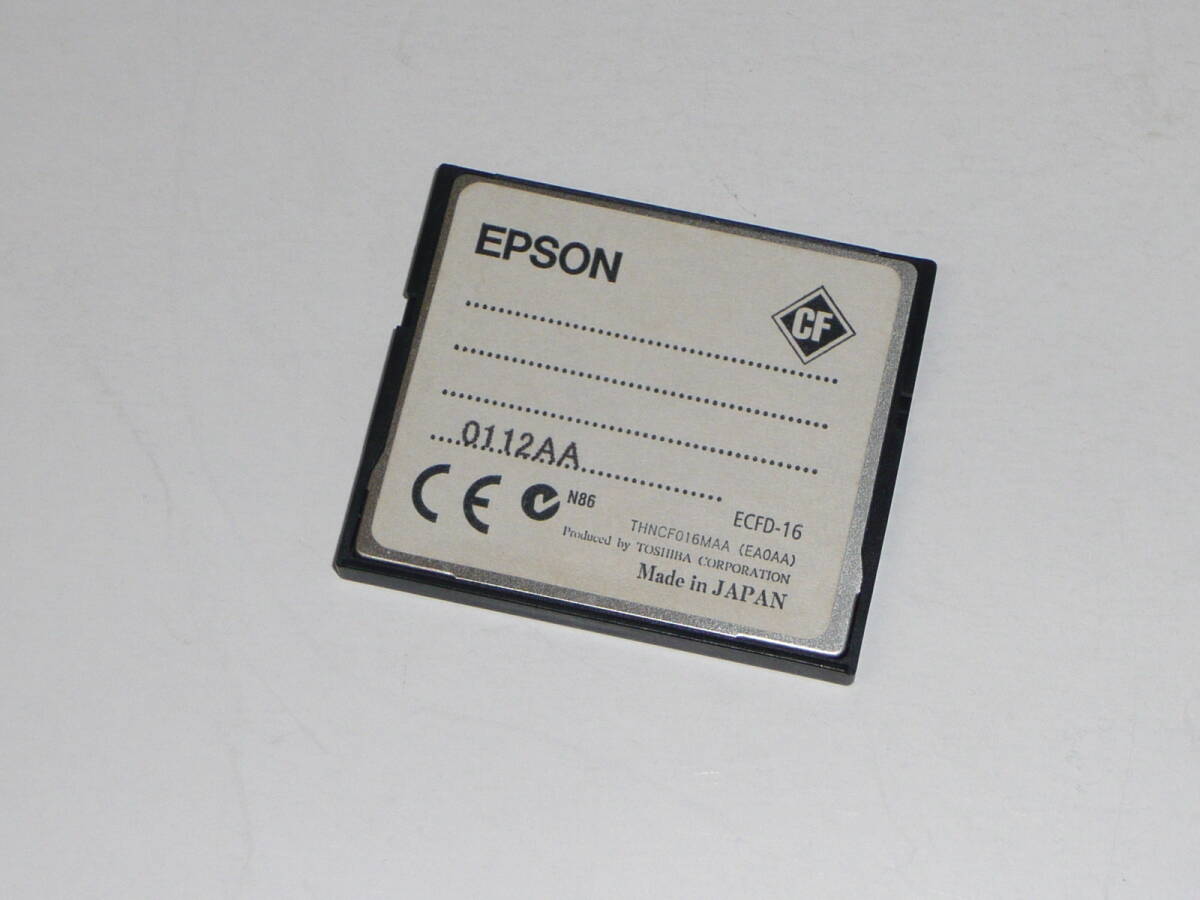 EPSON
CF
0112AA
CE N86
ECFD-16
THNCF016MAA (EA0AA)
Produced by TOSHIBA CORPORATION
Made in JAPAN